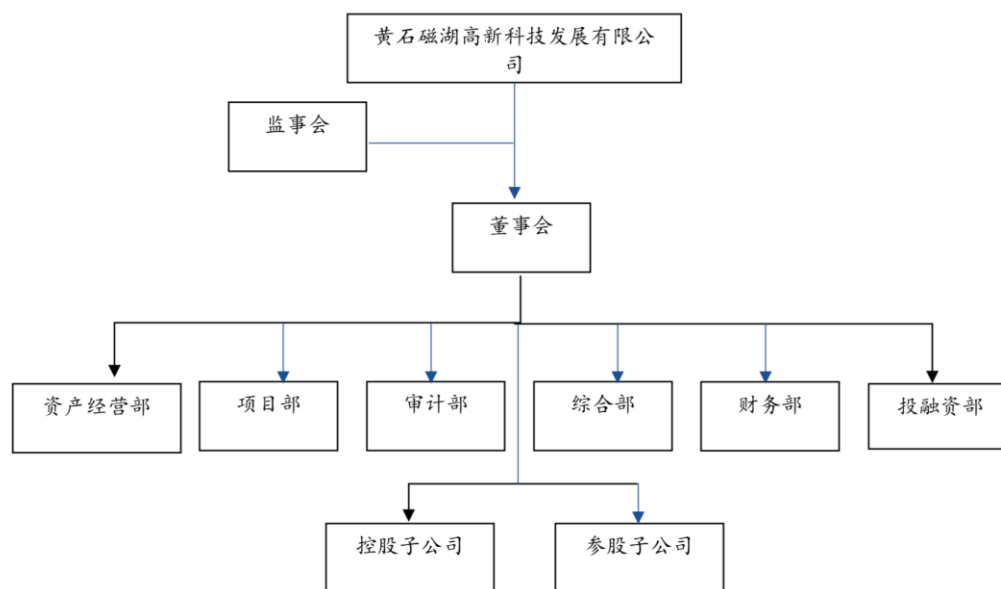 黄石磁湖高新科技发展有限公
司
监事会
董事会
资产经营部
项目部
审计部
综合部
财务部
投融资部
控股子公司
参股子公司